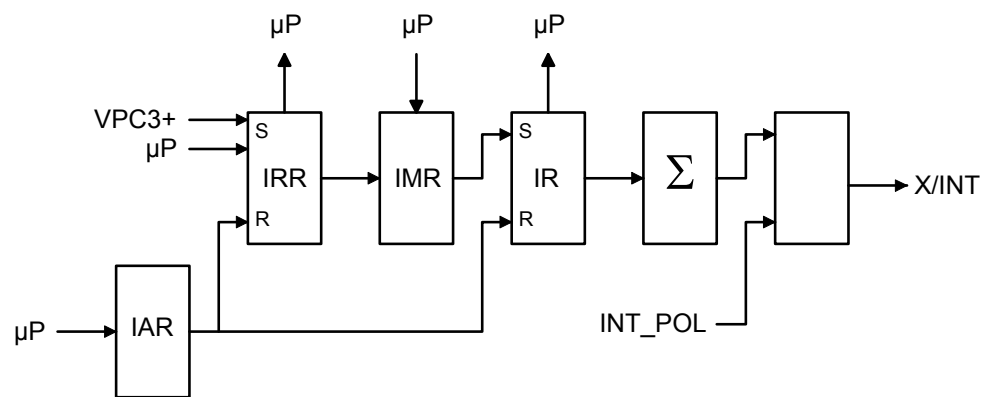 µP
µP
µP
VPC3+
µP
S
IRR
R
IMR
S
IR
R
Σ
X/INT
INT_POL
µP
IAR